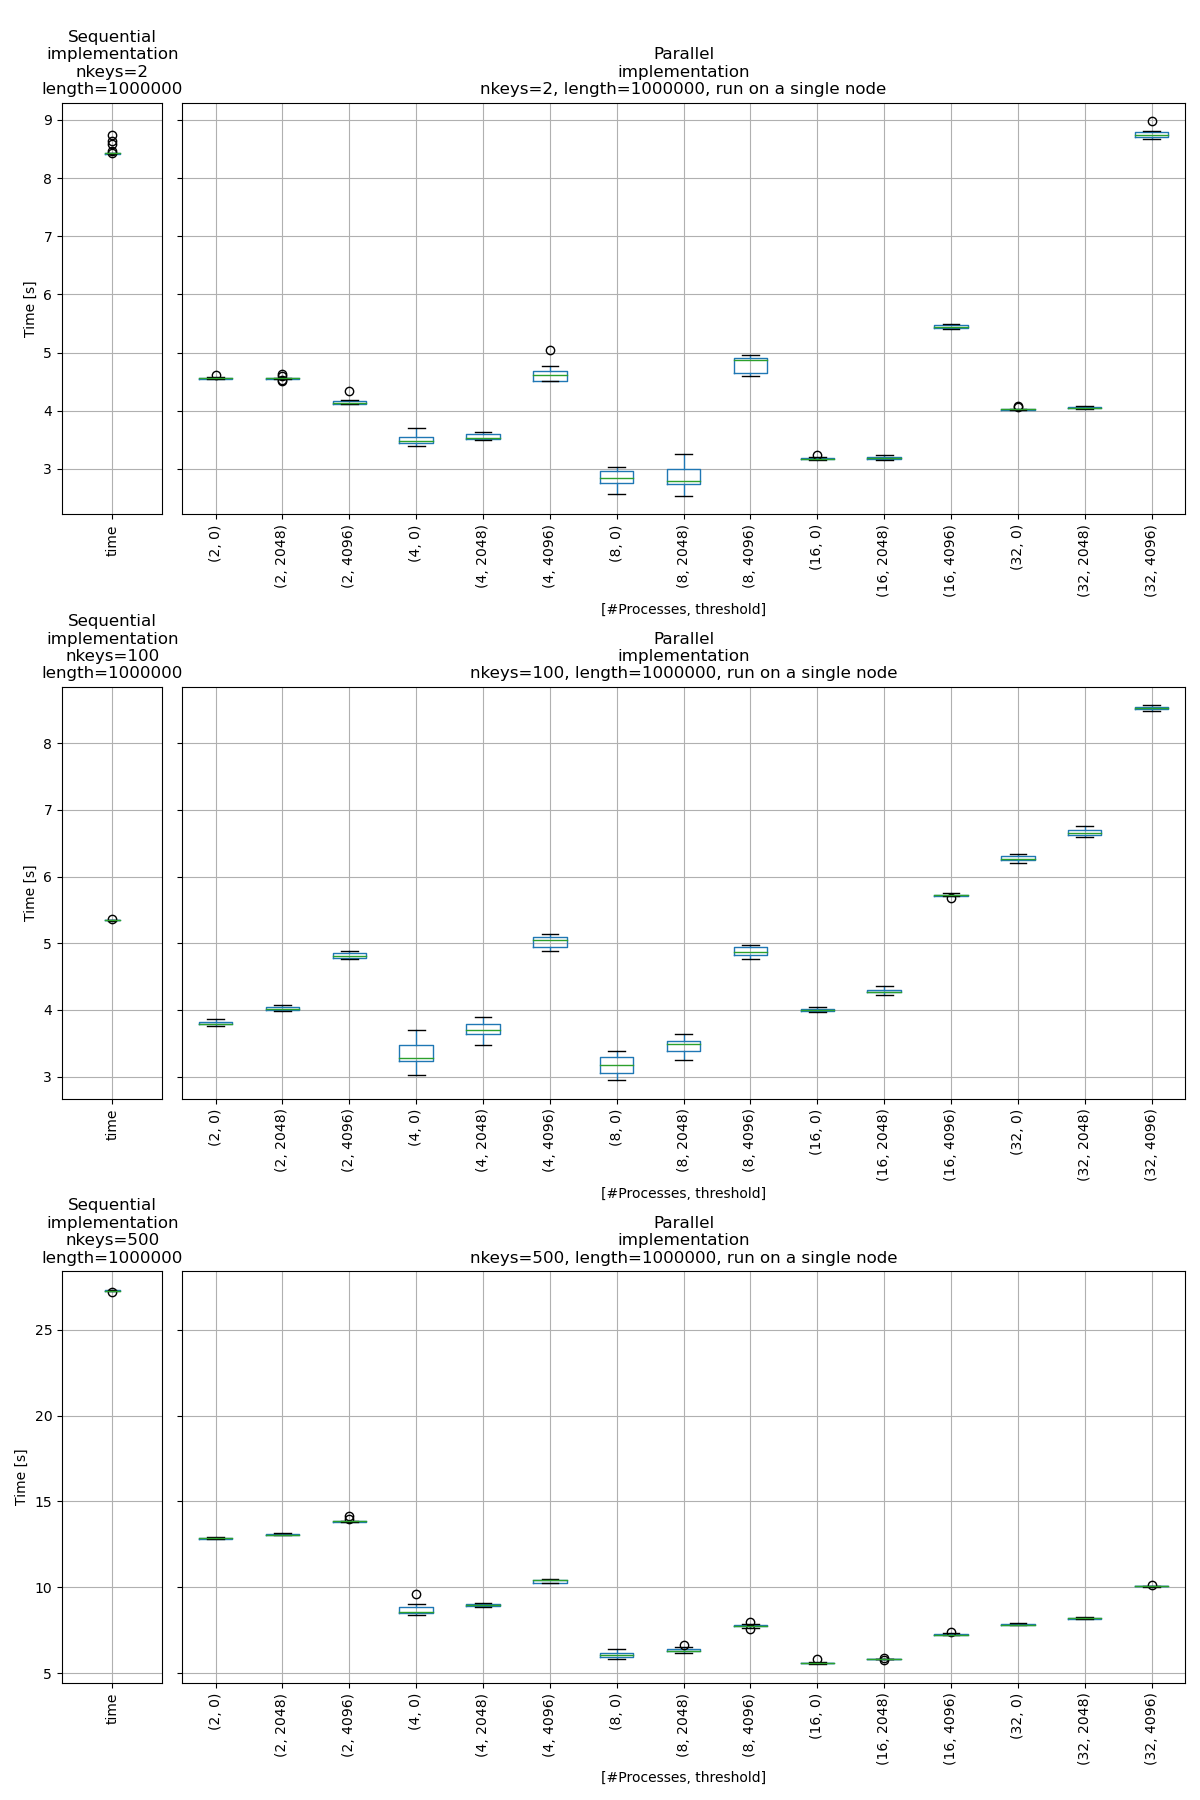 Sequential
implementation
nkeys=2
length=1000000
Parallel
implementation
nkeys=2, length=1000000, run on a single node
Time [s]
9
8
7
6
5
4
3
time
(2, 0)
(2, 2048)
(2, 4096)
(4, 0)
(4, 2048)
(4, 4096)
(8, 0)
(8, 2048)
(8, 4096)
(16, 0)
(16, 2048)
(16, 4096)
(32, 0)
(32, 2048)
(32, 4096)
[#Processes, threshold]
Sequential
implementation
nkeys=100
length=1000000
Parallel
implementation
nkeys=100, length=1000000, run on a single node
Time [s]
8
7
6
5
4
3
time
(2, 0)
(2, 2048)
(2, 4096)
(4, 0)
(4, 2048)
(4, 4096)
(8, 0)
(8, 2048)
(8, 4096)
(16, 0)
(16, 2048)
(16, 4096)
(32, 0)
(32, 2048)
(32, 4096)
[#Processes, threshold]
Sequential
implementation
nkeys=500
length=1000000
Parallel
implementation
nkeys=500, length=1000000, run on a single node
Time [s]
25
20
15
10
5
time
(2, 0)
(2, 2048)
(2, 4096)
(4, 0)
(4, 2048)
(4, 4096)
(8, 0)
(8, 2048)
(8, 4096)
(16, 0)
(16, 2048)
(16, 4096)
(32, 0)
(32, 2048)
(32, 4096)
[#Processes, threshold]